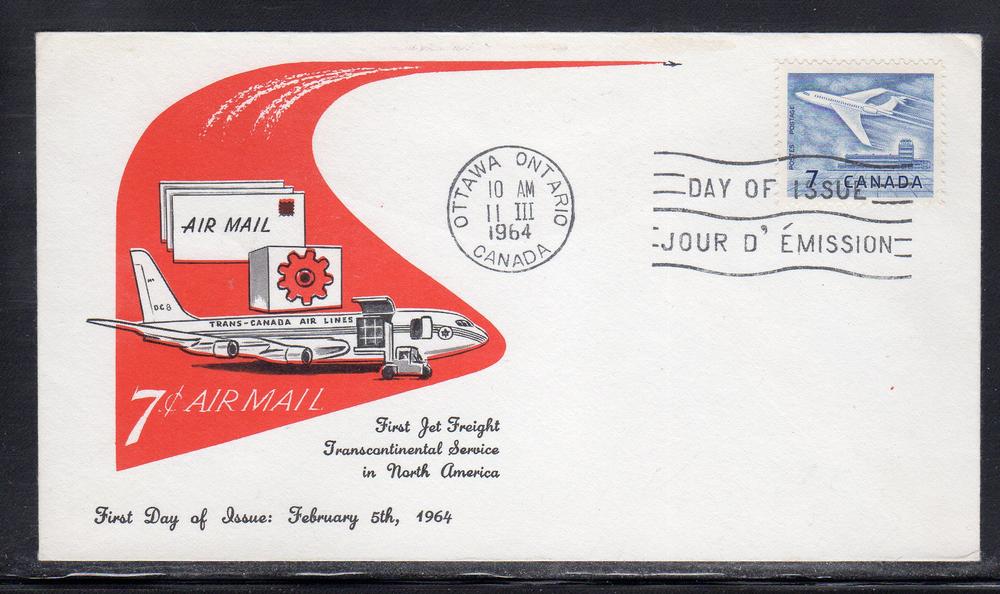 AIR MAIL
DC8
TRANS-CANADA AIR LINES
7¢ AIR MAIL
First Jet Freight
Transcontinental Service
in North America
First Day of Issue: February 5th, 1964
OTTAWA ONTARIO
10 AM
11 III
1964
CANADA
POSTES POSTAGE
7 CANADA
DAY OF ISSUE
JOUR D' ÉMISSION